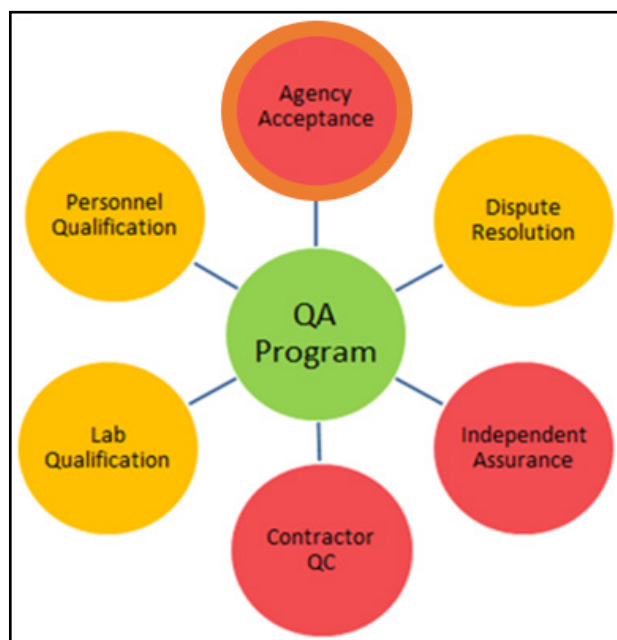 Agency
Acceptance
Personnel
Qualification
Dispute
Resolution
QA
Program
Lab
Qualification
Independent
Assurance
Contractor
QC